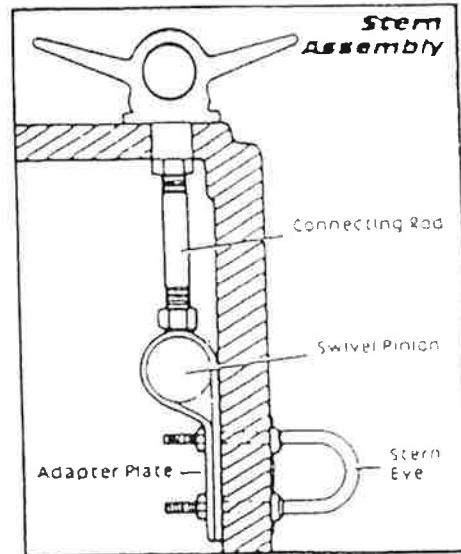 Stern
Assembly
Connecting Rod
Swivel Pinion
Adapter Plate
Stern
Eye